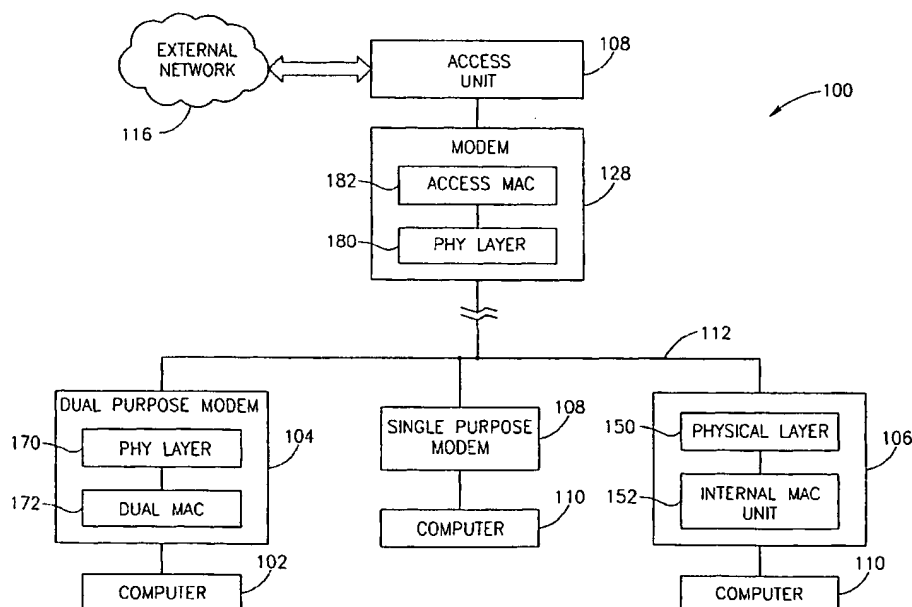 EXTERNAL
NETWORK
116
ACCESS
UNIT
108
100
MODEM
128
182
ACCESS MAC
180
PHY LAYER
112
DUAL PURPOSE MODEM
104
170
PHY LAYER
172
DUAL MAC
102
COMPUTER
SINGLE PURPOSE
MODEM
108
COMPUTER
110
150
PHYSICAL LAYER
106
152
INTERNAL MAC
UNIT
COMPUTER
110